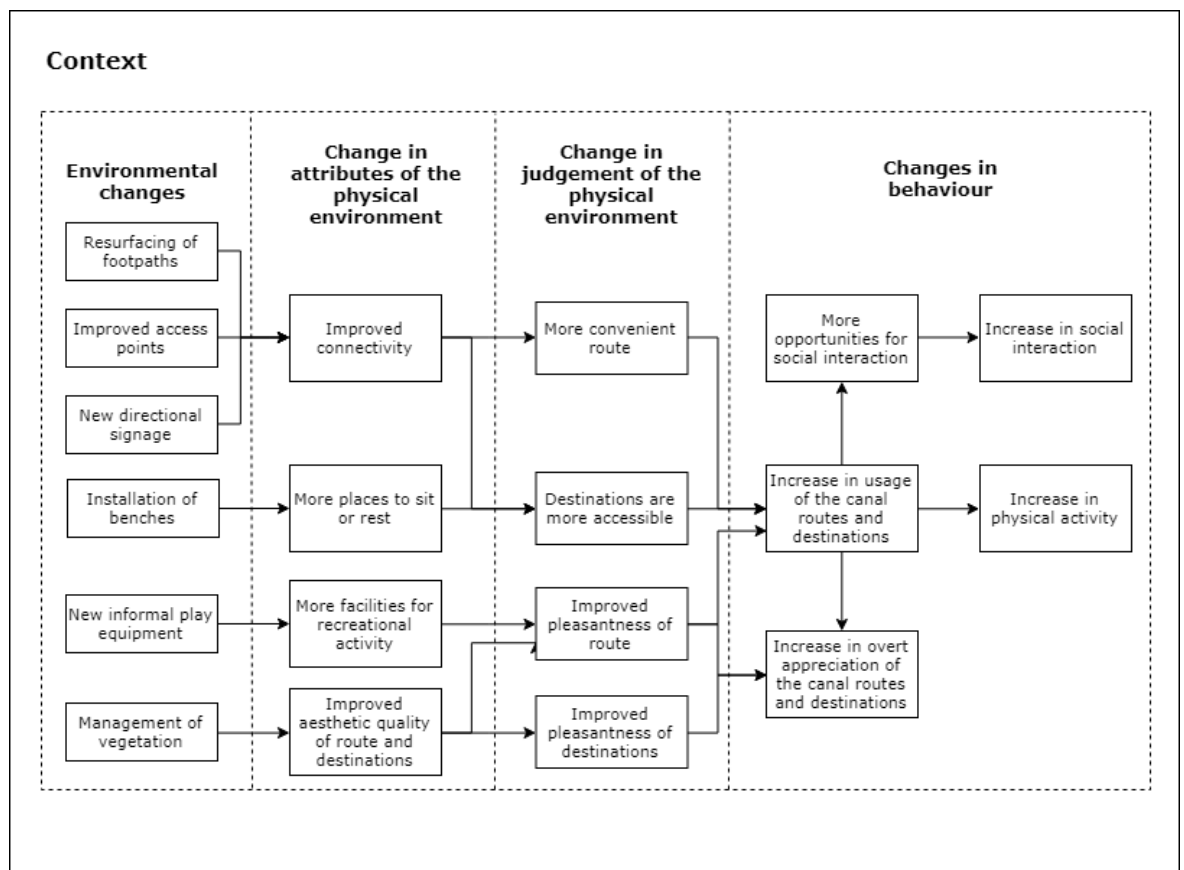 Context
Environmental
changes
Change in
attributes of the
physical
environment
Change in
judgement of the
physical
environment
Changes in
behaviour
Resurfacing of
footpaths
Improved access
points
New directional
signage
Installation of
benches
New informal play
equipment
Management of
vegetation
Improved
connectivity
More places to sit
or rest
More facilities for
recreational
activity
Improved
aesthetic quality
of route and
destinations
More convenient
route
Destinations are
more accessible
Improved
pleasantness of
route
Improved
pleasantness of
destinations
More
opportunities for
social interaction
Increase in usage
of the canal
routes and
destinations
Increase in overt
appreciation of
the canal routes
and destinations
Increase in social
interaction
Increase in
physical activity